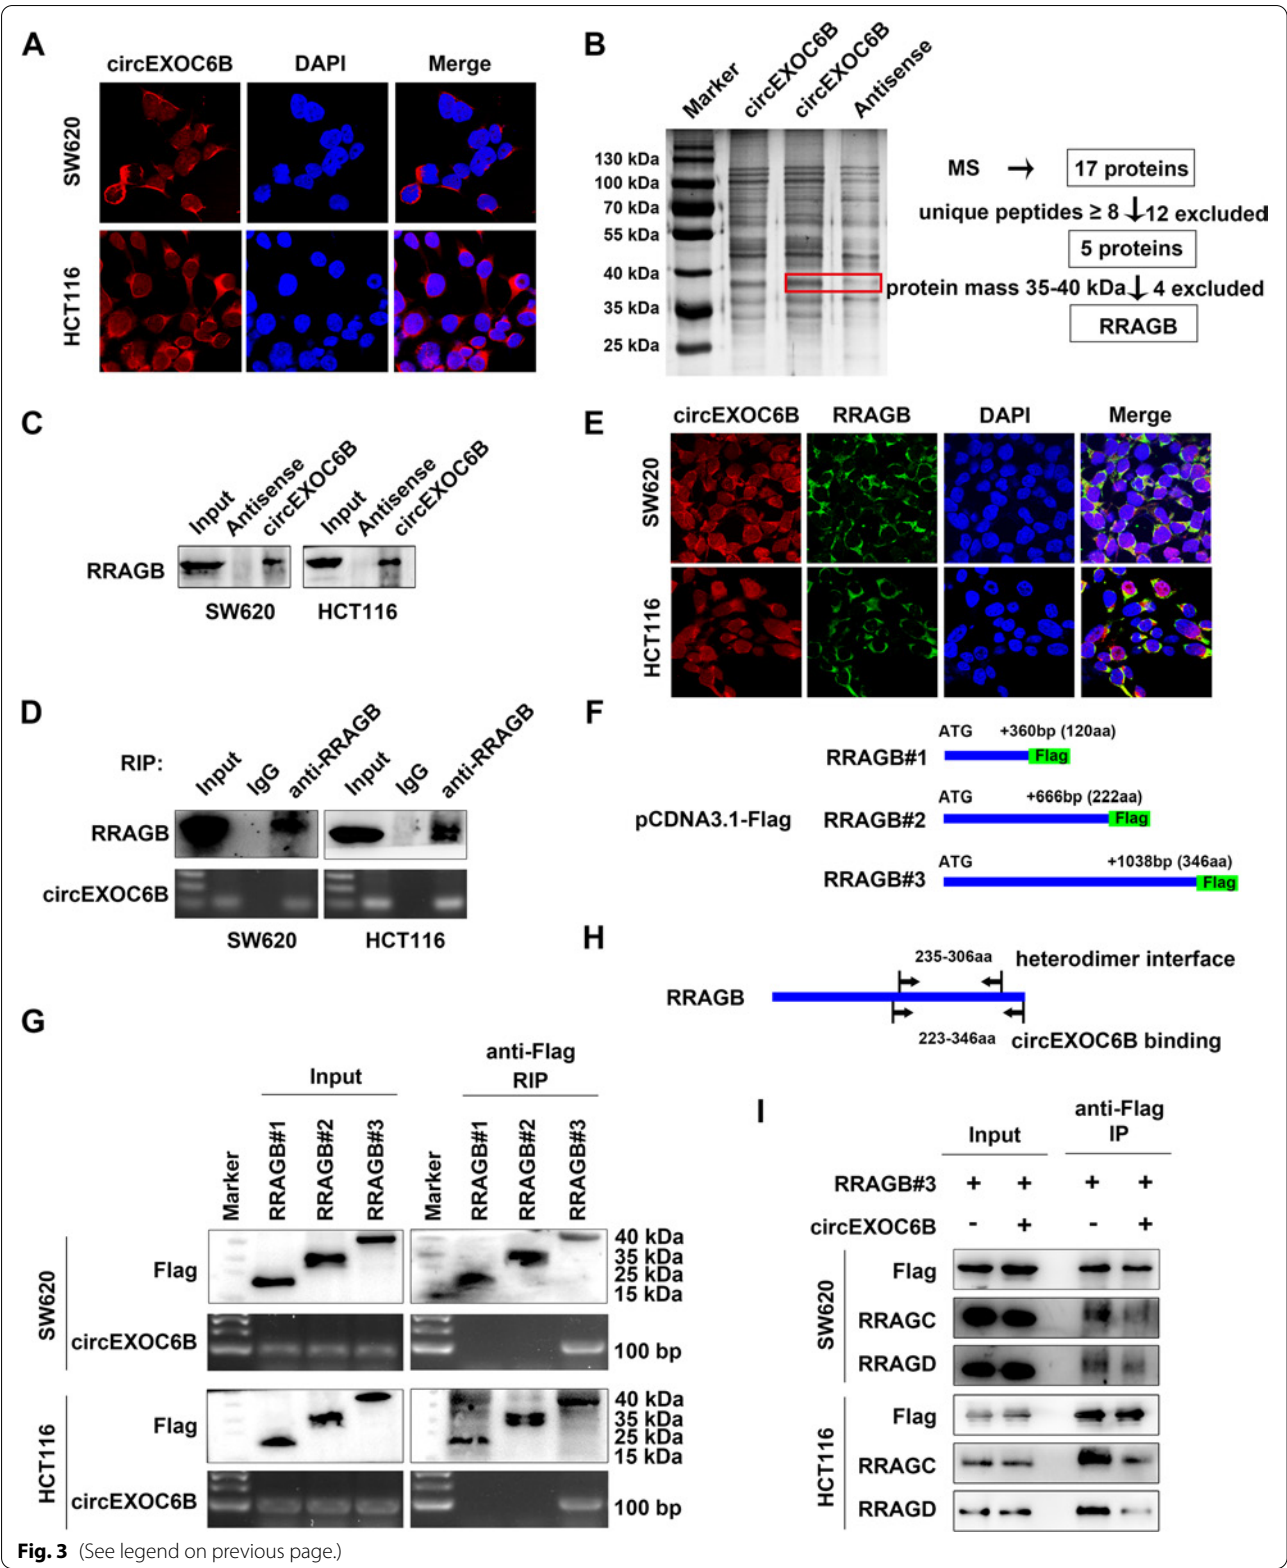 A
circEXOC6B DAPI Merge
SW620
HCT116
B
Marker circEXOC6B circEXOC6B Antisense
130 kDa
100 kDa
70 kDa
55 kDa
40 kDa
35 kDa
25 kDa
MS → 17 proteins
unique peptides ≥ 8 ↓ 12 excluded
5 proteins
protein mass 35-40 kDa ↓ 4 excluded
RRAGB
C
Input Antisense circEXOC6B Input Antisense circEXOC6B
RRAGB
SW620 HCT116
D
RIP: Input IgG anti-RRAGB Input IgG anti-RRAGB
RRAGB
circEXOC6B
SW620 HCT116
E
circEXOC6B RRAGB DAPI Merge
SW620
HCT116
F
pCDNA3.1-Flag
ATG +360bp (120aa)
RRAGB#1 Flag
ATG +666bp (222aa)
RRAGB#2 Flag
ATG +1038bp (346aa)
RRAGB#3 Flag
G
Input anti-Flag RIP
Marker RRAGB#1 RRAGB#2 RRAGB#3 Marker RRAGB#1 RRAGB#2 RRAGB#3
SW620
Flag
40 kDa
35 kDa
25 kDa
15 kDa
circEXOC6B 100 bp
HCT116
Flag
40 kDa
35 kDa
25 kDa
15 kDa
circEXOC6B 100 bp
H
235-306aa heterodimer interface
RRAGB
223-346aa circEXOC6B binding
I
Input anti-Flag IP
RRAGB#3 + + + +
circEXOC6B - + - +
SW620
Flag
RRAGC
RRAGD
HCT116
Flag
RRAGC
RRAGD
Fig. 3 (See legend on previous page.)